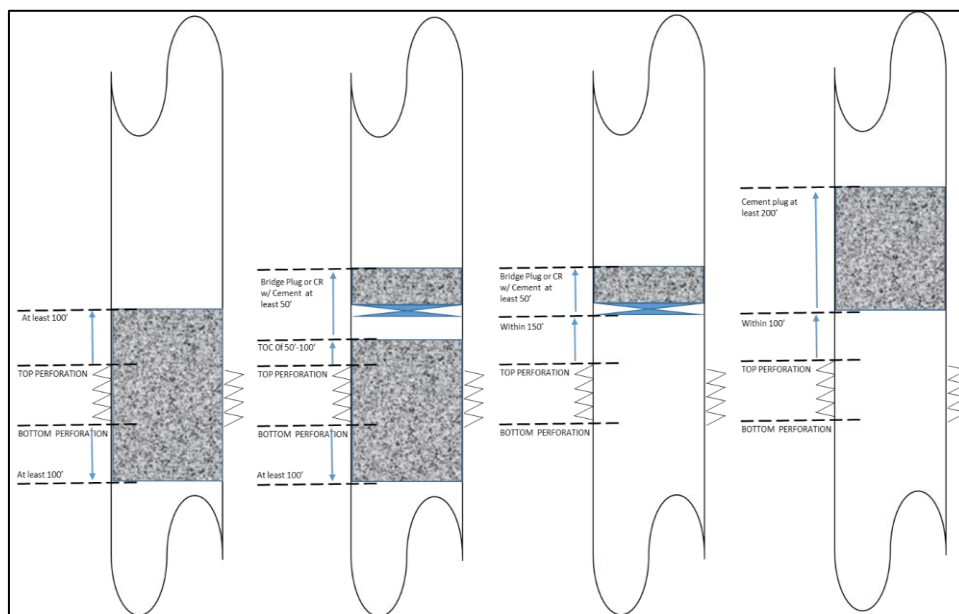 At least 100'
TOP PERFORATION
BOTTOM PERFORATION
At least 100'
Bridge Plug or CR
w/ Cement at
least 50'
TOC 0f 50'-100'
TOP PERFORATION
BOTTOM PERFORATION
At least 100'
Bridge Plug or CR
w/ Cement at
least 50'
Within 150'
TOP PERFORATION
BOTTOM PERFORATION
Cement plug at
least 200'
Within 100'
TOP PERFORATION
BOTTOM PERFORATION